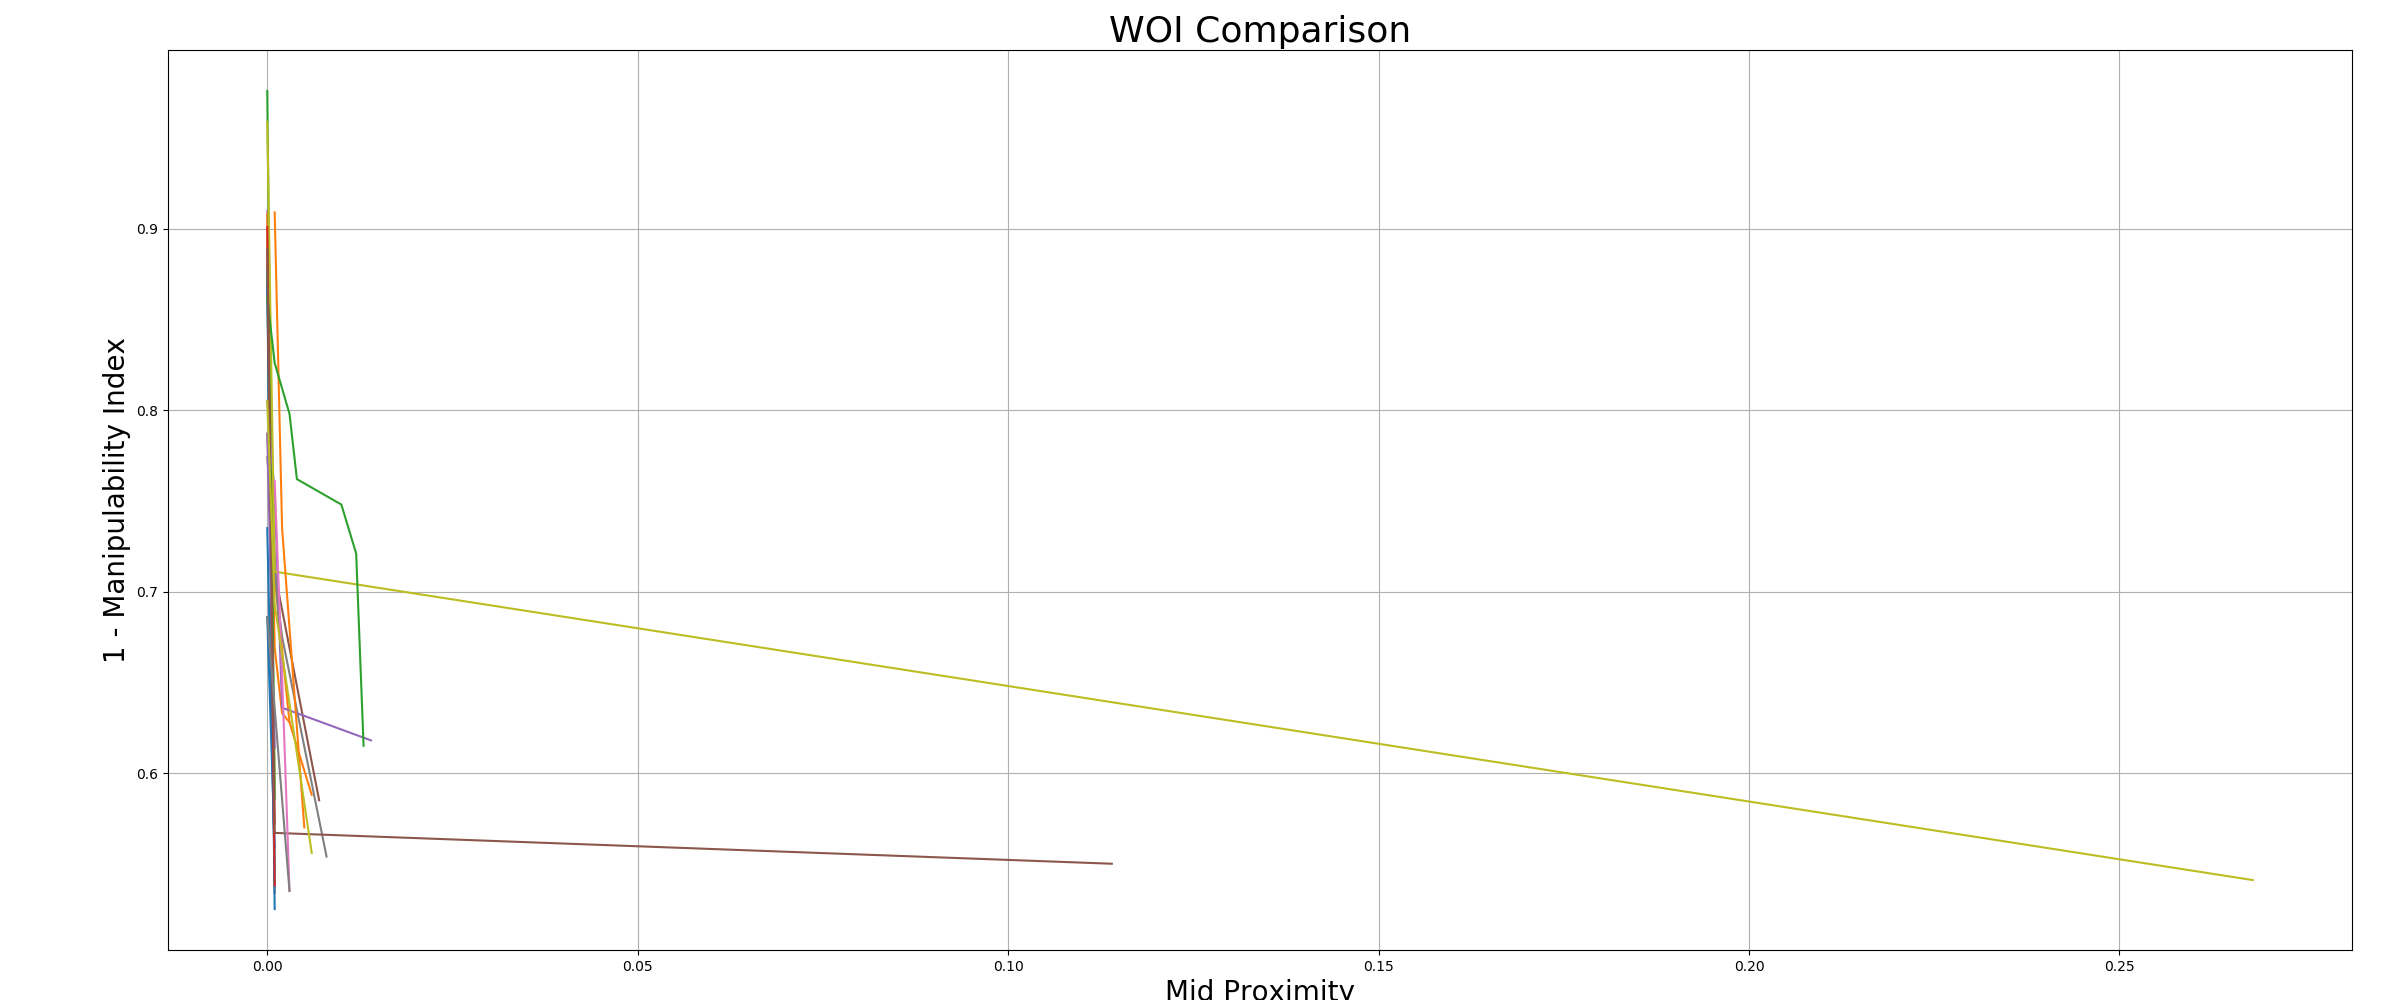 WOI Comparison
1 - Manipulability Index
0.9
0.8
0.7
0.6
0.00 0.05 0.10 0.15 0.20 0.25
Mid Proximity